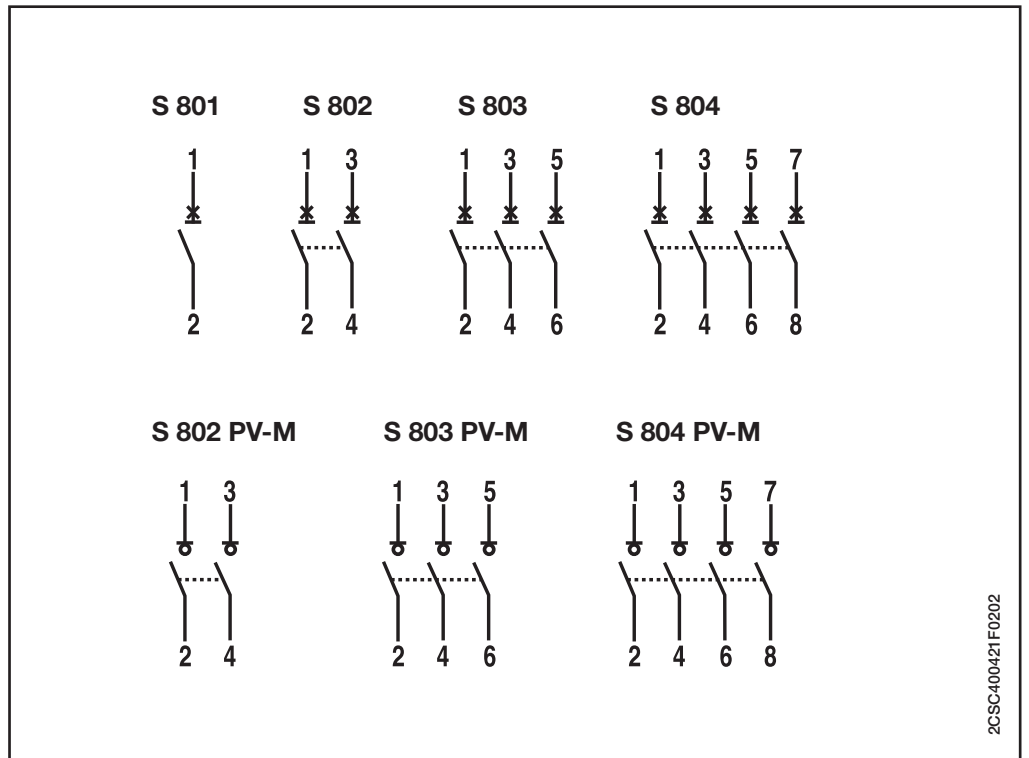 S 801 S 802 S 803 S 804
1 1 3 1 3 5 1 3 5 7
2 2 4 2 4 6 2 4 6 8
S 802 PV-M S 803 PV-M S 804 PV-M
1 3 1 3 5 1 3 5 7
2 4 2 4 6 2 4 6 8
2CSC400421F0202